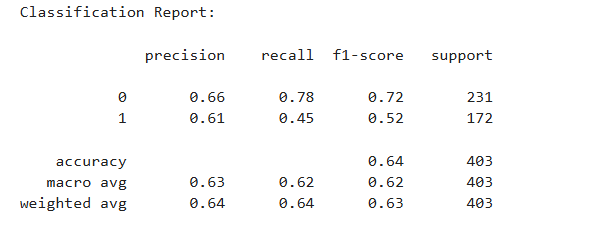 Classification Report:
precision recall f1-score support
0 0.66 0.78 0.72 231
1 0.61 0.45 0.52 172
accuracy 0.64 403
macro avg 0.63 0.62 0.62 403
weighted avg 0.64 0.64 0.63 403